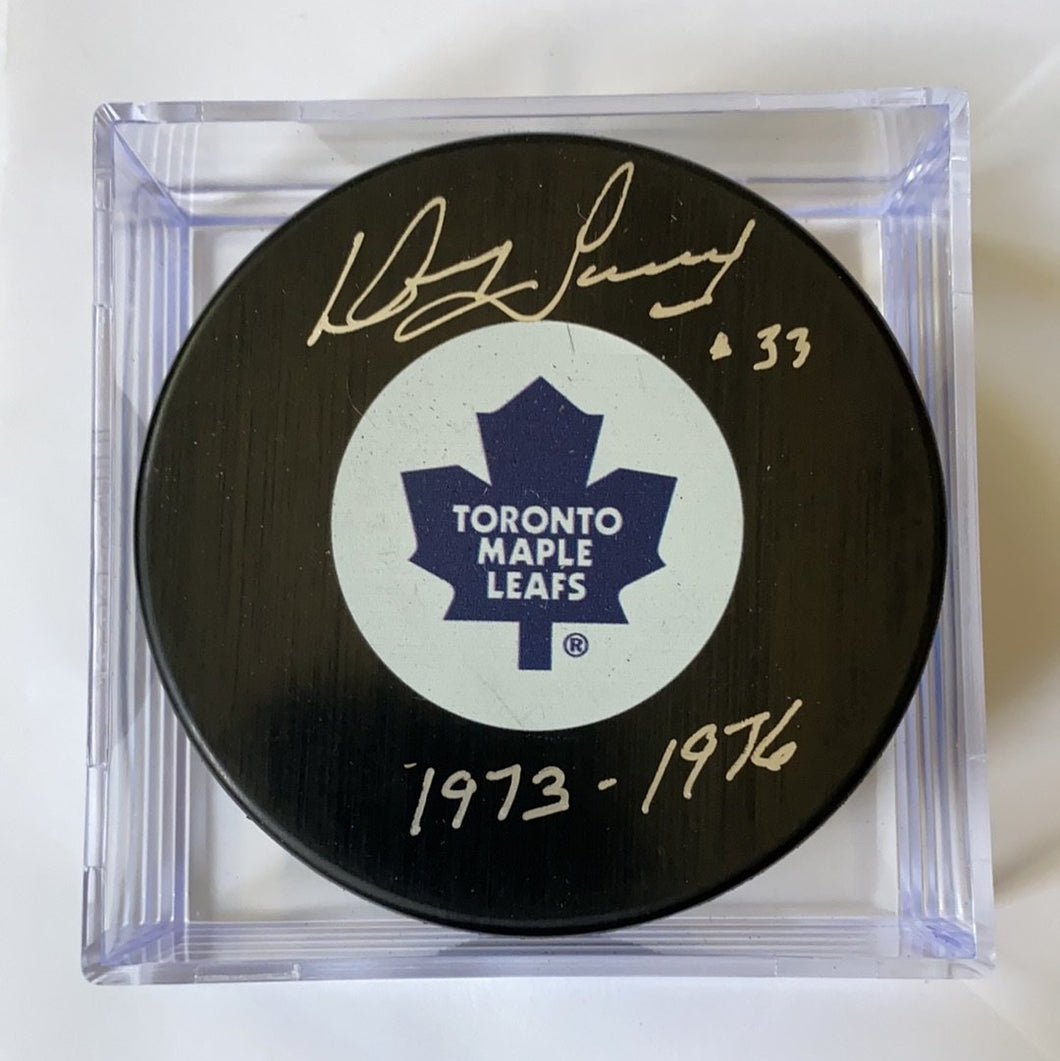 33
TORONTO
MAPLE
LEAFS
®
1973 - 1976